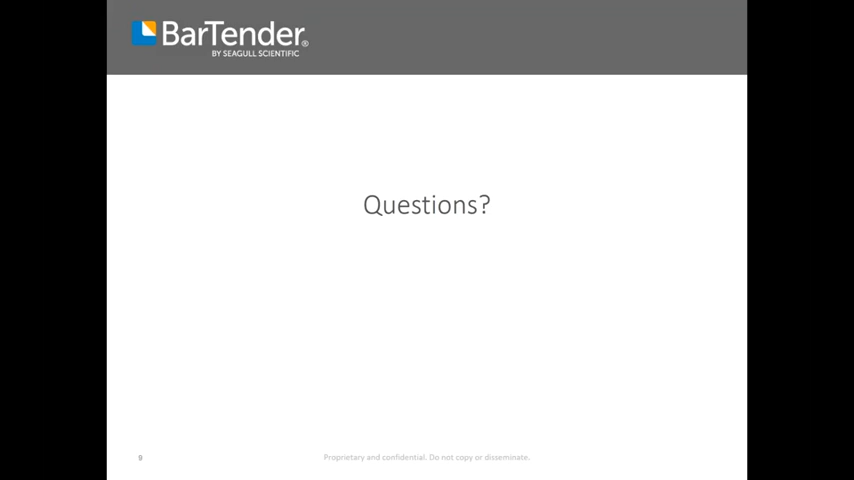 BarTender®
BY SEAGULL SCIENTIFIC
Questions?
9
Proprietary and confidential. Do not copy or disseminate.